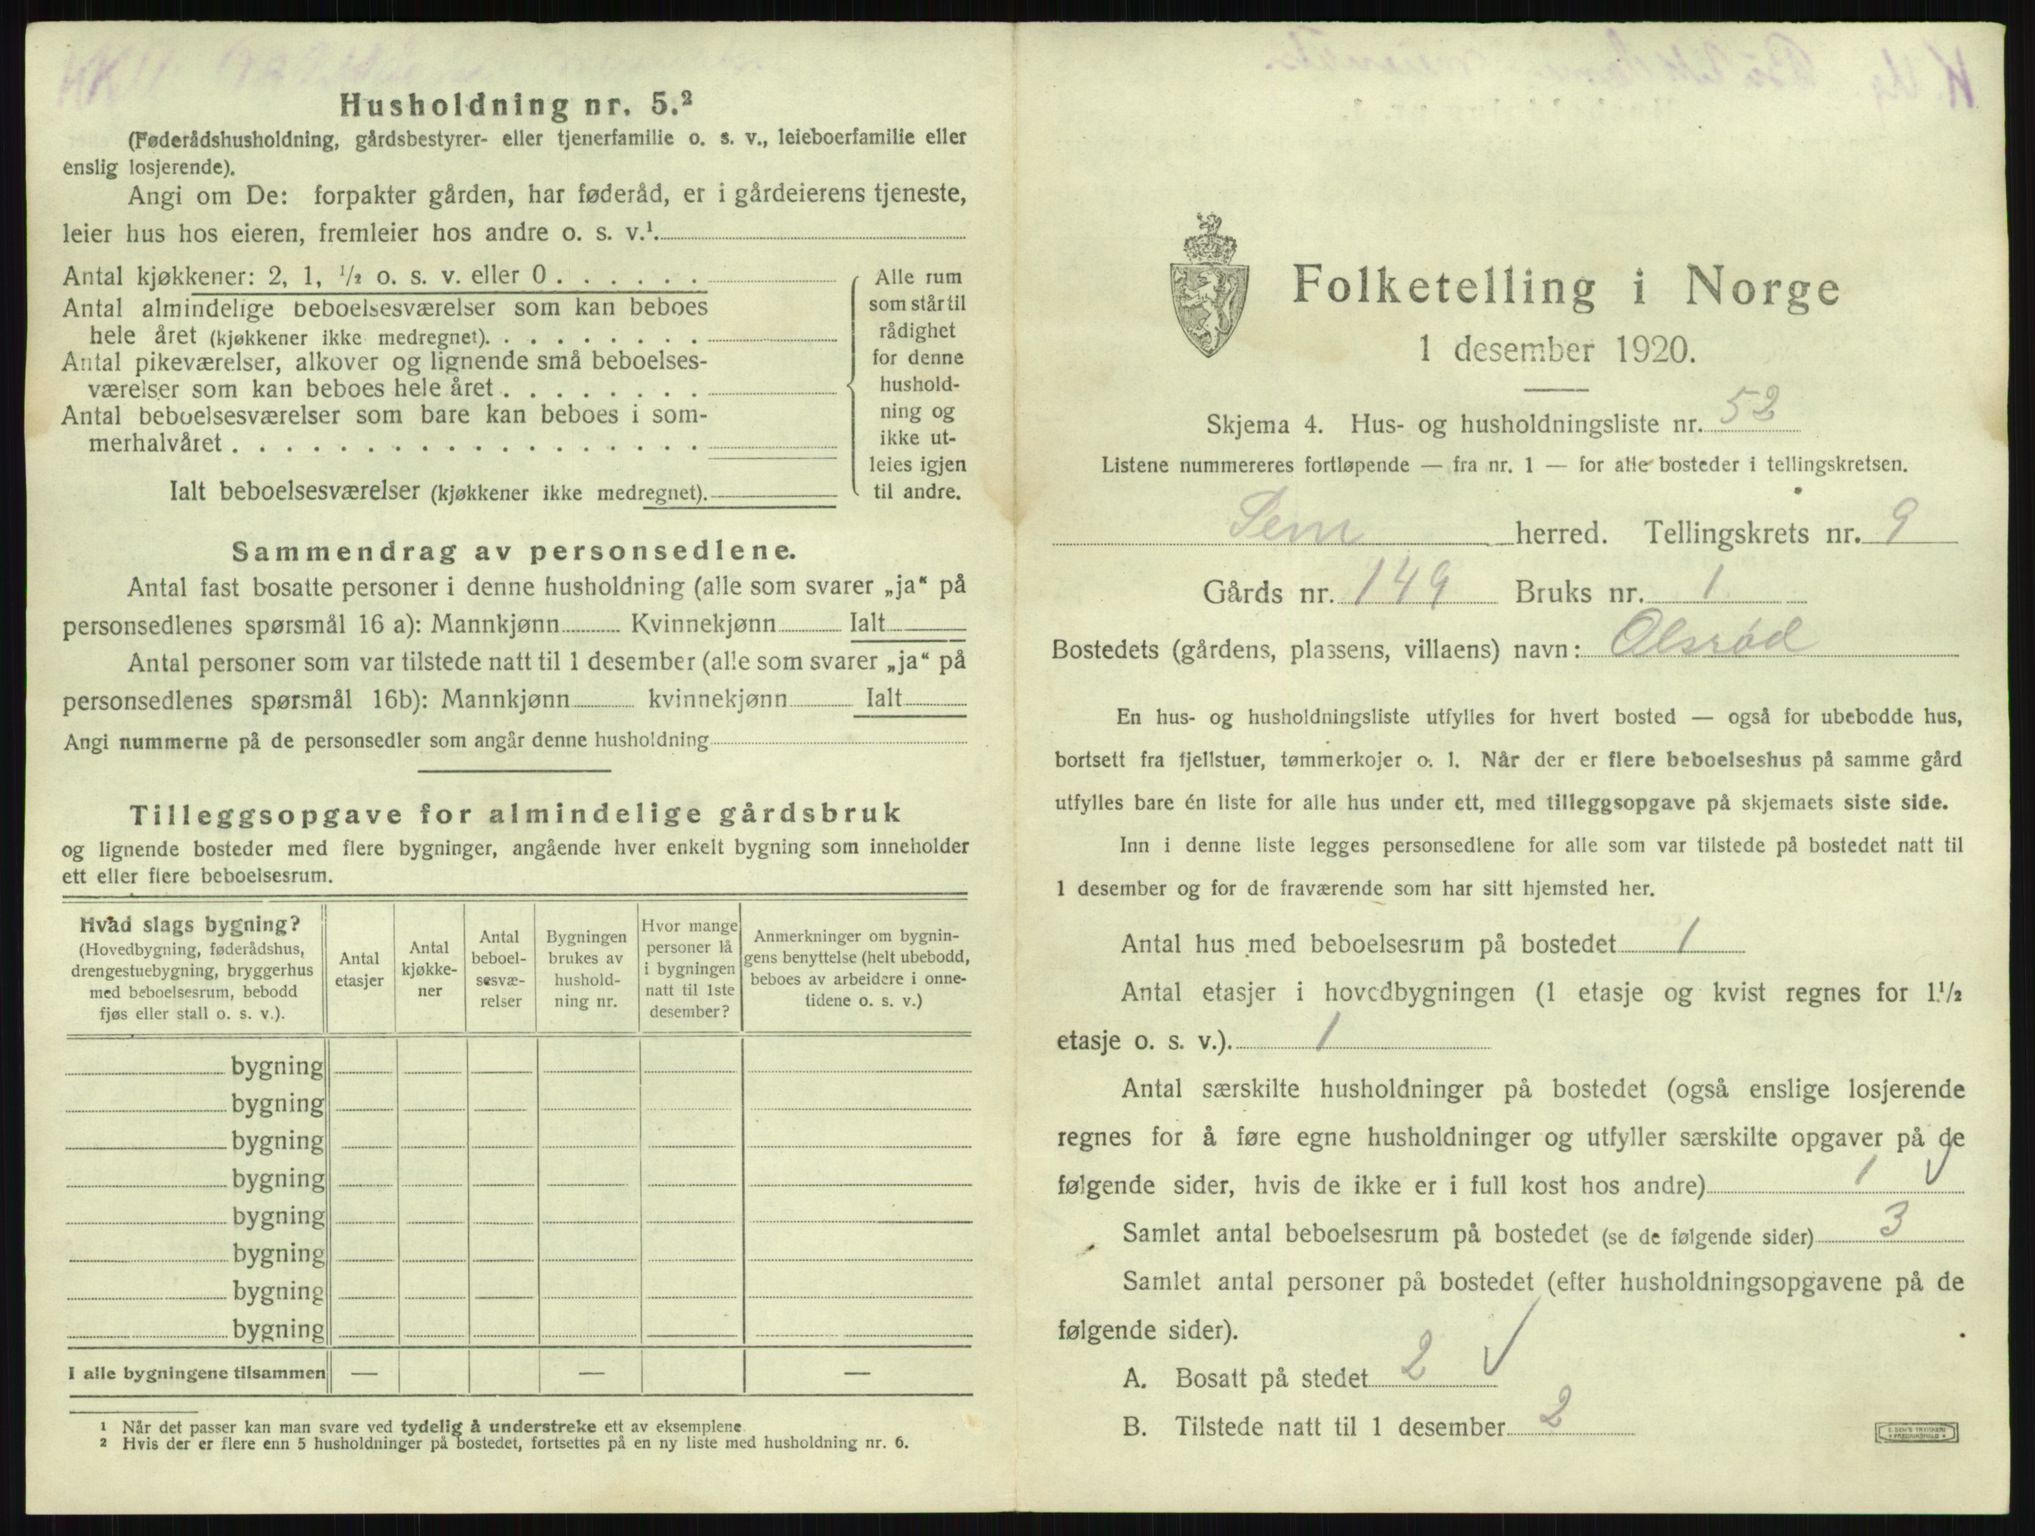 Husholdning nr. 5.²
(Føderådshusholdning, gårdsbestyrer- eller tjenerfamilie o. s. v., leieboerfamilie eller
enslig losjerende).
Angi om De: forpakter gården, har føderåd, er i gårdeierens tjeneste,
leier hus hos eieren, fremleier hos andre o. s. v.¹
Antal kjøkkener: 2, 1, ½ o. s. v. eller 0 . . . . . .
Antal almindelige beboelsesværelser som kan beboes
hele året (kjøkkener ikke medregnet). . . . . . . . .
Antal pikeværelser, alkover og lignende små beboelses-
værelser som kan beboes hele året . . . . . . . .
Antal beboelsesværelser som bare kan beboes i som-
merhalvåret . . . . . . . . . . . . . . . . . .
Ialt beboelsesværelser (kjøkkener ikke medregnet).
Alle rum
som står til
rådighet
for denne
hushold-
ning og
ikke ut-
leies igjen
til andre.
Sammendrag av personsedlene.
Antal fast bosatte personer i denne husholdning (alle som svarer „ja“ på
personsedlenes spørsmål 16 a): Mannkjønn Kvinnekjønn Ialt
Antal personer som var tilstede natt til 1 desember (alle som svarer „ja“ på
personsedlenes spørsmål 16b): Mannkjønn kvinnekjønn Ialt
Angi nummerne på de personsedler som angår denne husholdning
Tilleggsopgave for almindelige gårdsbruk
og lignende bosteder med flere bygninger, angående hver enkelt bygning som inneholder
ett eller flere beboelsesrum.
Hvad slags bygning?
(Hovedbygning, føderådshus,
drengestuebygning, bryggerhus
med beboelsesrum, bebodd
fjøs eller stall o. s. v.).
Antal
etasjer
Antal
kjøkke-
ner
Antal
beboel-
sesvæ-
relser
Bygningen
brukes av
hushold-
ning nr.
Hvor mange
personer lå
i bygningen
natt til 1ste
desember?
Anmerkninger om bygnin-
gens benyttelse (helt ubebodd,
beboes av arbeidere i onne-
tidene o. s. v.)
bygning
bygning
bygning
bygning
bygning
bygning
bygning
bygning
I alle bygningene tilsammen — — —
¹ Når det passer kan man svare ved tydelig å understreke ett av eksemplene.
² Hvis der er flere enn 5 husholdninger på bostedet, fortsettes på en ny liste med husholdning nr. 6.
Folketelling i Norge
1 desember 1920.
Skjema 4. Hus- og husholdningsliste nr. 52
Listene nummereres fortløpende — fra nr. 1 — for alle bosteder i tellingskretsen.
Sem herred. Tellingskrets nr. 9
Gårds nr. 149 Bruks nr. 1
Bostedets (gårdens, plassens, villaens) navn: Olsrød
En hus- og husholdningsliste utfylles for hvert bosted — også for ubebodde hus,
bortsett fra fjellstuer, tømmerkojer o. l. Når der er flere beboelseshus på samme gård
utfylles bare én liste for alle hus under ett, med tilleggsopgave på skjemaets siste side.
Inn i denne liste legges personsedlene for alle som var tilstede på bostedet natt til
1 desember og for de fraværende som har sitt hjemsted her.
Antal hus med beboelsesrum på bostedet 1
Antal etasjer i hovedbygningen (1 etasje og kvist regnes for 1½
etasje o. s. v.). 1
Antal særskilte husholdninger på bostedet (også enslige losjerende
regnes for å føre egne husholdninger og utfyller særskilte opgaver på de
følgende sider, hvis de ikke er i full kost hos andre) 1
Samlet antal beboelsesrum på bostedet (se de følgende sider) 3
Samlet antal personer på bostedet (efter husholdningsopgavene på de
følgende sider).
A. Bosatt på stedet 2
B. Tilstede natt til 1 desember 2